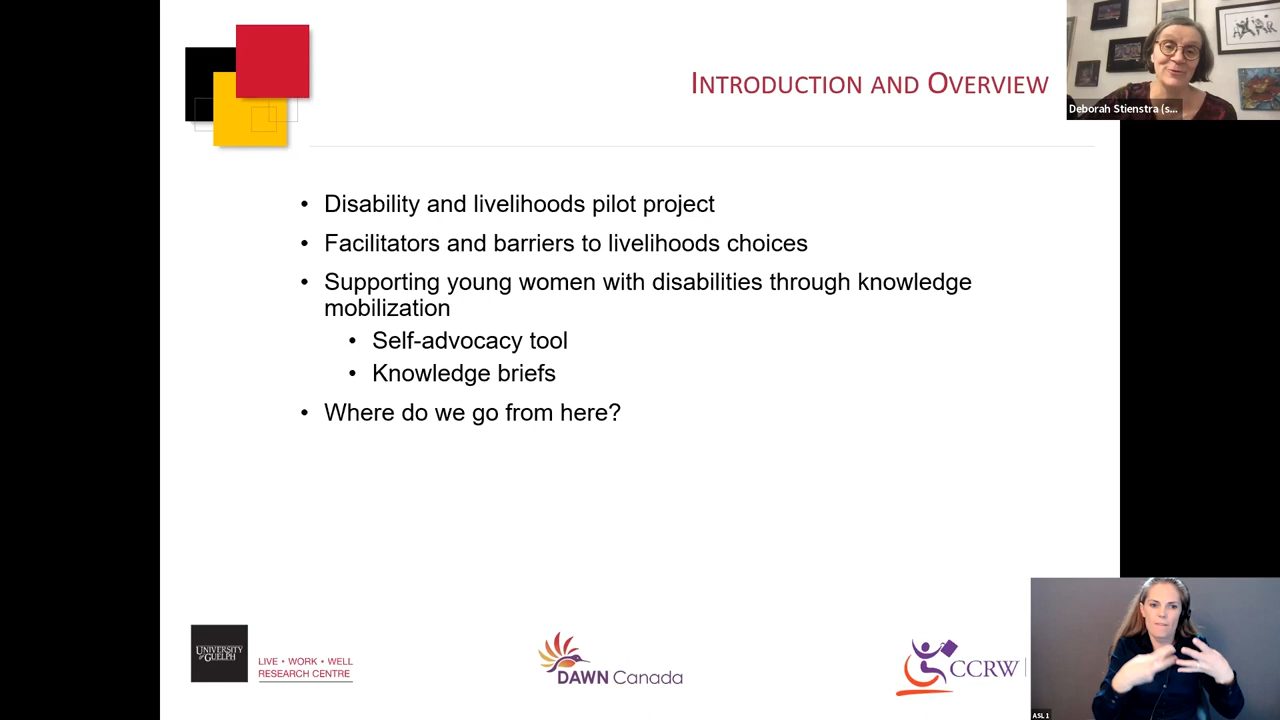 INTRODUCTION AND OVERVIEW
Deborah Stienstra (s...
• Disability and livelihoods pilot project
• Facilitators and barriers to livelihoods choices
• Supporting young women with disabilities through knowledge
mobilization
• Self-advocacy tool
• Knowledge briefs
• Where do we go from here?
UNIVERSITY
of GUELPH
LIVE • WORK • WELL
RESEARCH CENTRE
DAWN Canada
CCRW
ASL 1